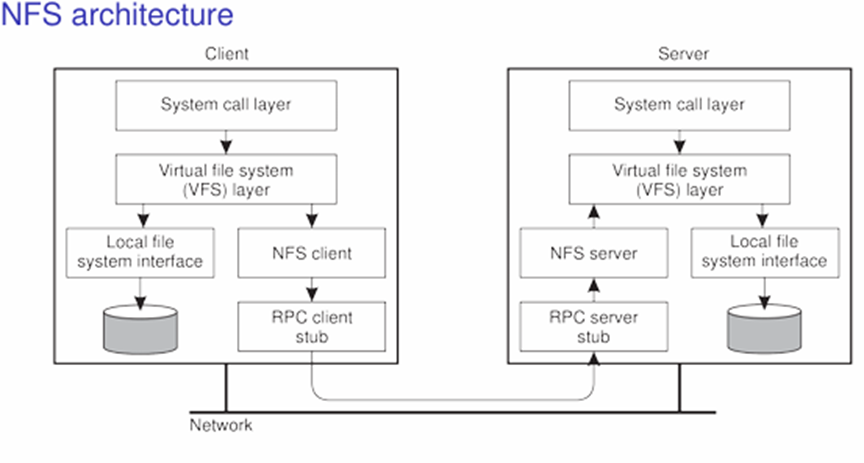 NFS architecture
Client
Server
System call layer
Virtual file system
(VFS) layer
Local file
system interface
NFS client
RPC client
stub
System call layer
Virtual file system
(VFS) layer
NFS server
Local file
system interface
RPC server
stub
Network